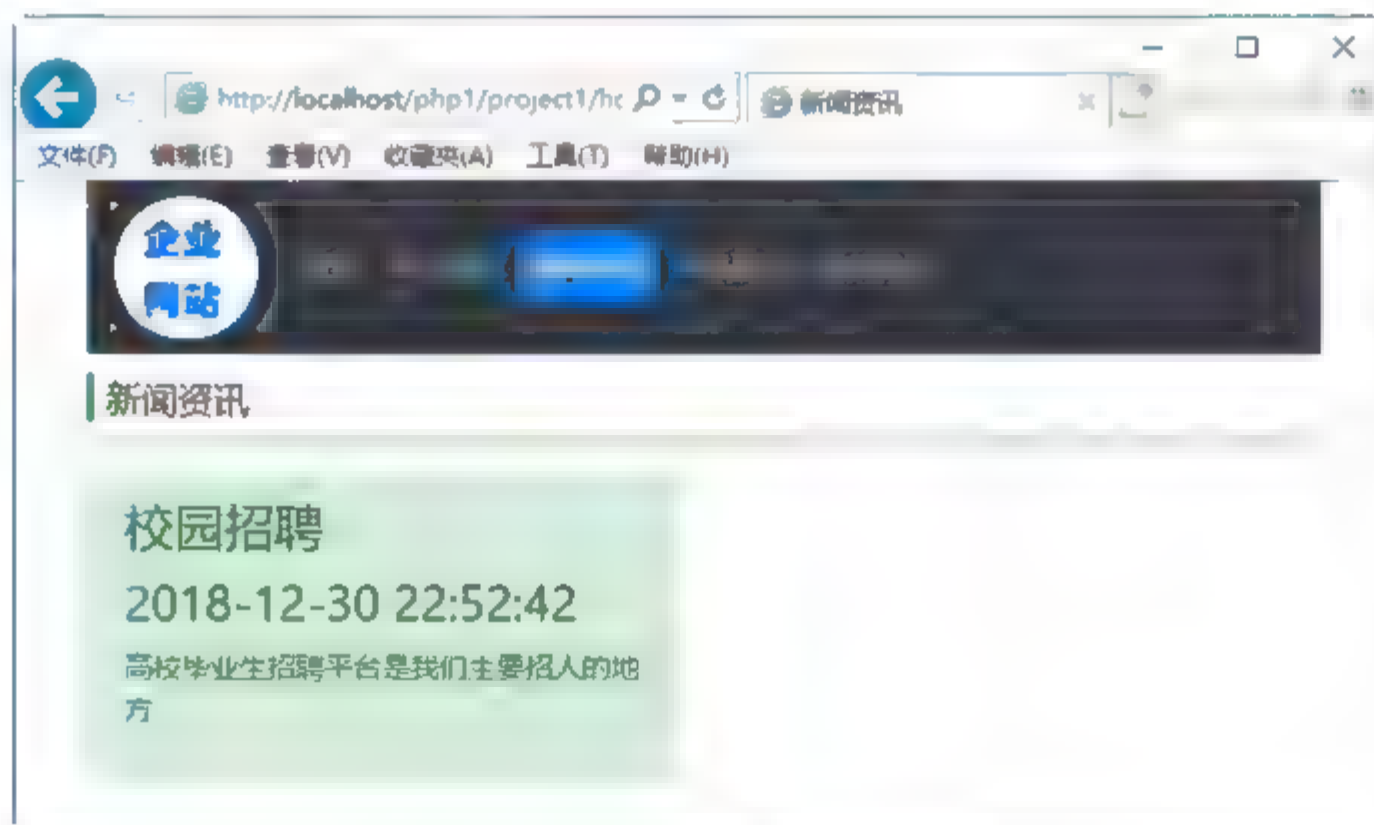 http://localhost/php1/project1/hc 新闻资讯
文件(F) 编辑(E) 查看(V) 收藏夹(A) 工具(T) 帮助(H)
企业
网站
新闻资讯
校园招聘
2018-12-30 22:52:42
高校毕业生招聘平台是我们主要招人的地
方